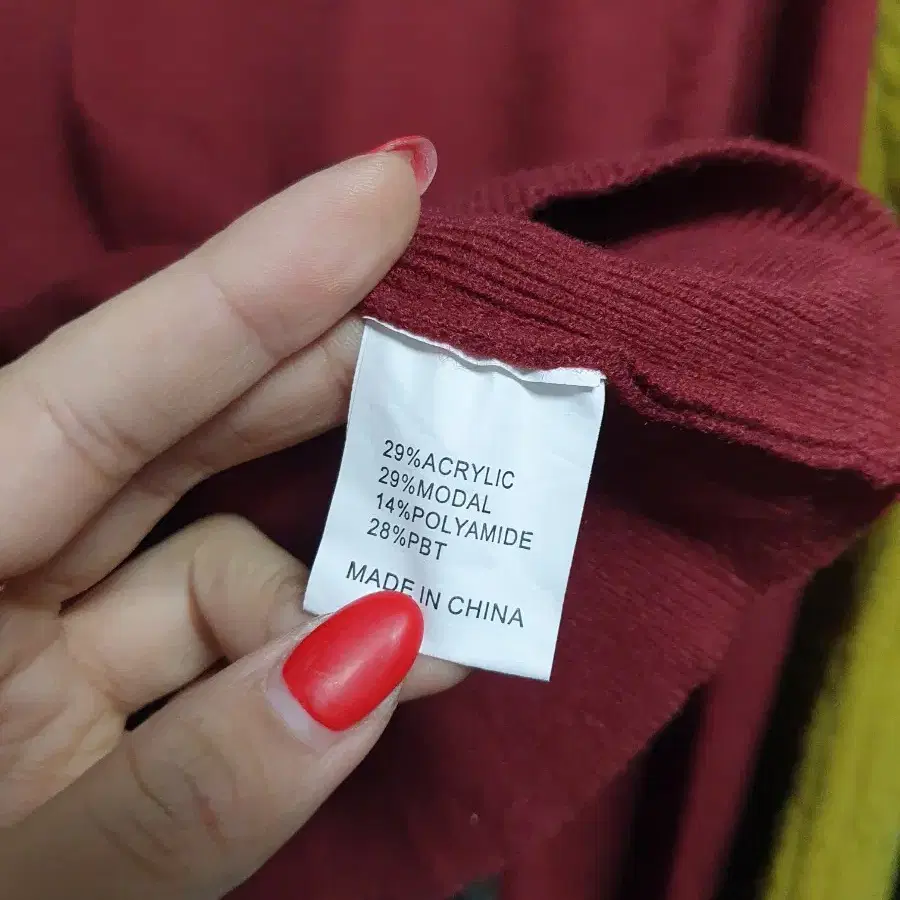 29%ACRYLIC
29%MODAL
14%POLYAMIDE
28%PBT
MADE IN CHINA